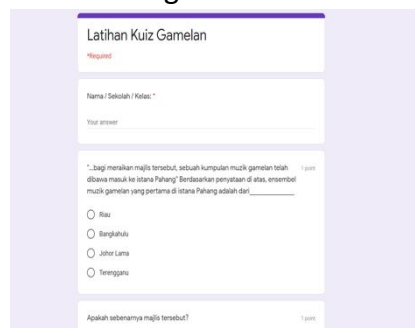 Latihan Kuiz Gamelan
*Required
Nama / Sekolah / Kelas: *
Your answer
"...bagi meraikan majlis tersebut, sebuah kumpulan muzik gamelan telah
1 point
dibawa masuk ke istana Pahang" Berdasarkan penyataan di atas, ensembel
muzik gamelan yang pertama di istana Pahang adalah dari____________
Riau
Bangkahulu
Johor Lama
Terengganu
Apakah sebenarnya majlis tersebut?
1 point